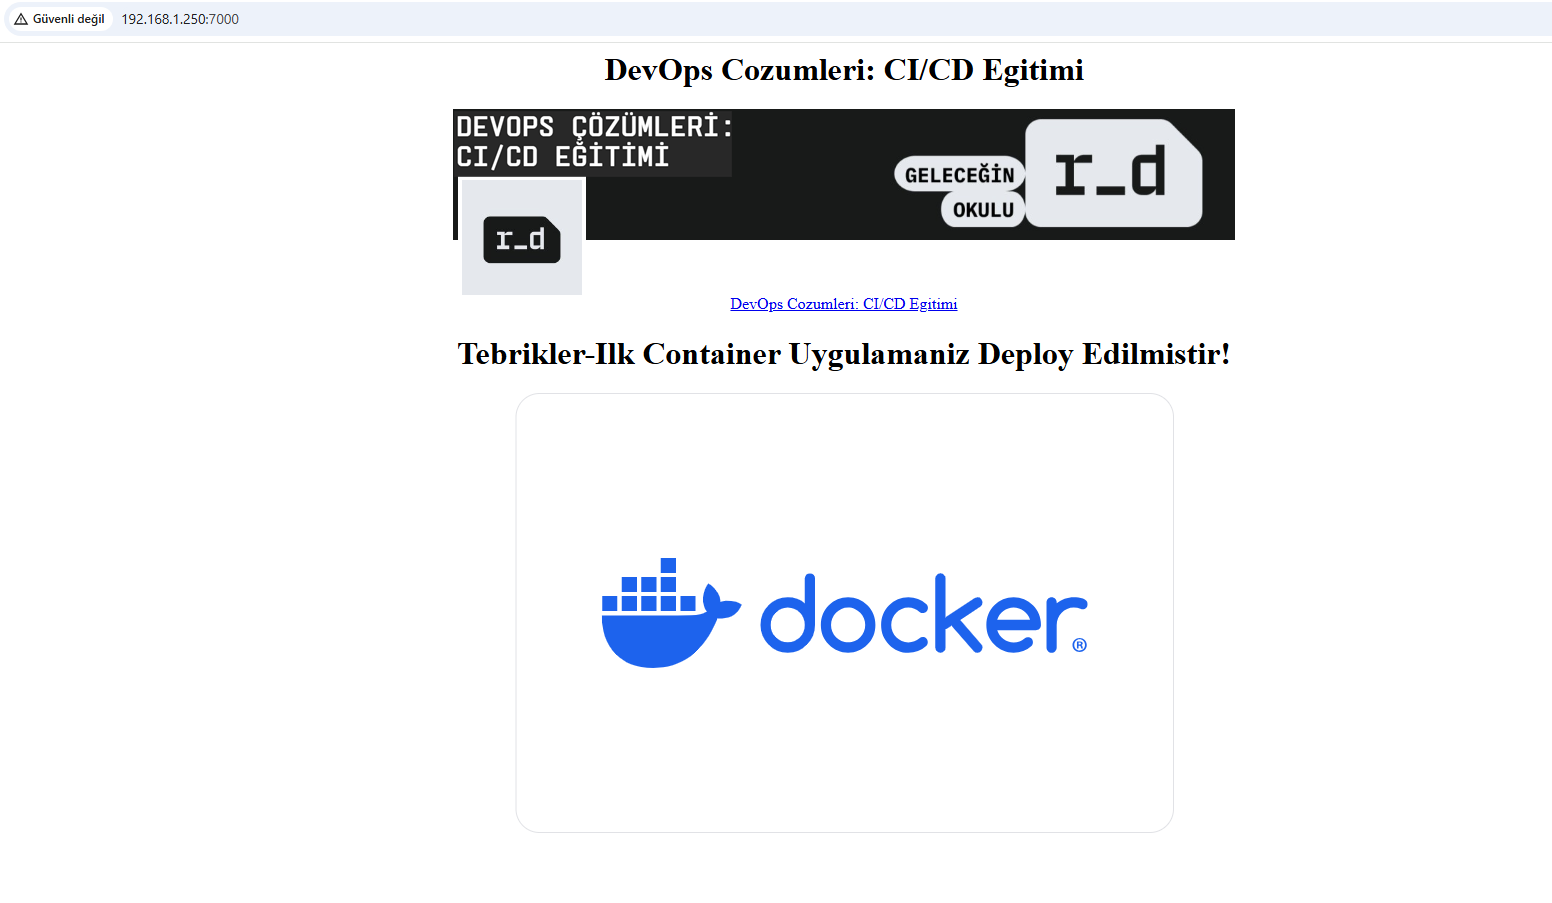 Güvenli değil 192.168.1.250:7000
DevOps Cozumleri: CI/CD Egitimi
DEVOPS ÇÖZÜMLERİ:
CI/CD EĞİTİMİ
GELECEĞİN
OKULU
r_d
r_d
DevOps Cozumleri: CI/CD Egitimi
Tebrikler-Ilk Container Uygulamaniz Deploy Edilmistir!
docker®